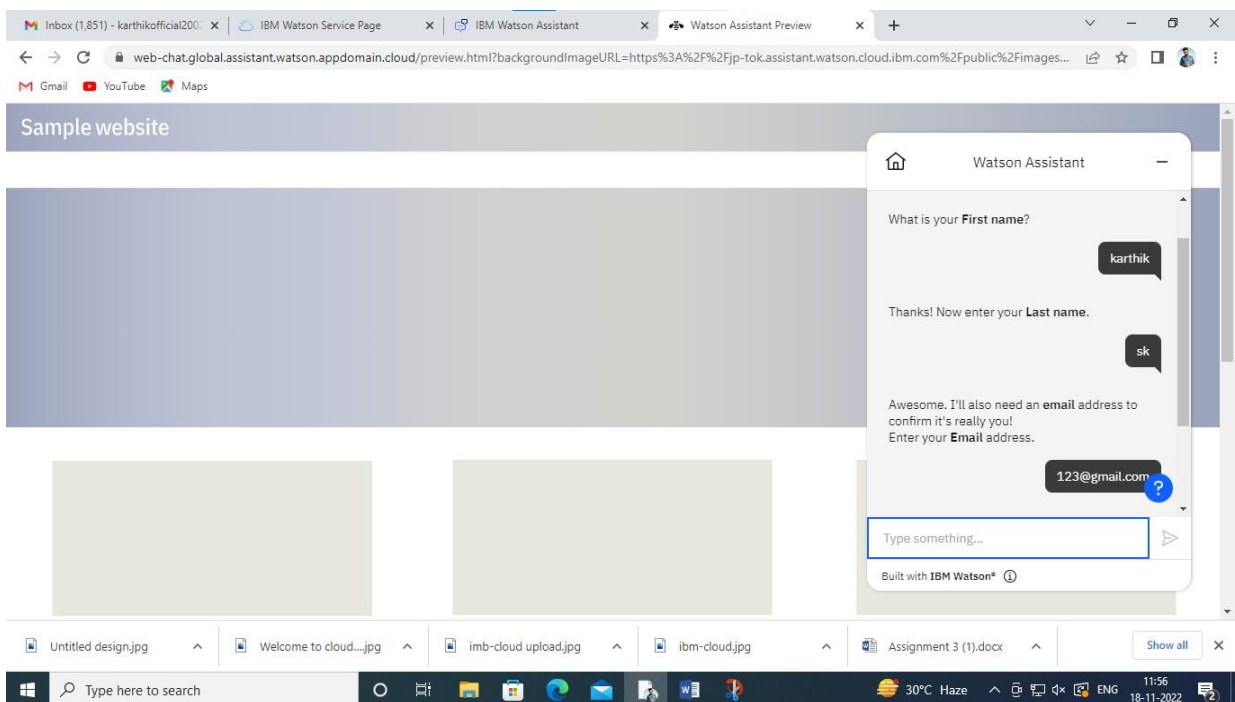 Inbox (1,851) - karthikofficial200
IBM Watson Service Page
IBM Watson Assistant
Watson Assistant Preview
web-chat.global.assistant.watson.appdomain.cloud/preview.html?backgroundImageURL=https%3A%2F%2Fjp-tok.assistant.watson.cloud.ibm.com%2Fpublic%2Fimages...
Gmail
YouTube
Maps
Sample website
Watson Assistant
What is your First name?
karthik
Thanks! Now enter your Last name.
sk
Awesome. I'll also need an email address to
confirm it's really you!
Enter your Email address.
123@gmail.com
?
Type something...
Built with IBM Watson®
Untitled design.jpg
Welcome to cloud....jpg
imb-cloud upload.jpg
ibm-cloud.jpg
Assignment 3 (1).docx
Show all
Type here to search
30°C Haze
ENG
11:56
18-11-2022
2